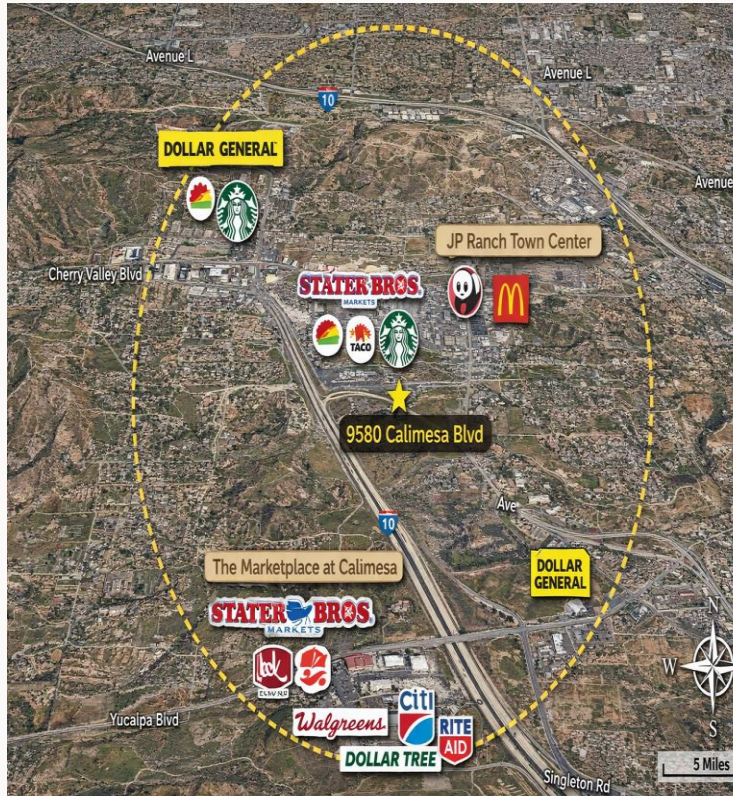 Avenue L
Avenue L
10
DOLLAR GENERAL
Avenue
JP Ranch Town Center
Cherry Valley Blvd
STATER BROS.
MARKETS
TACO
9580 Calimesa Blvd
10
Ave
The Marketplace at Calimesa
DOLLAR
GENERAL
STATER BROS.
MARKETS
N
W
E
S
Yucaipa Blvd
Walgreens
citi
RITE
AID
DOLLAR TREE
Singleton Rd
5 Miles